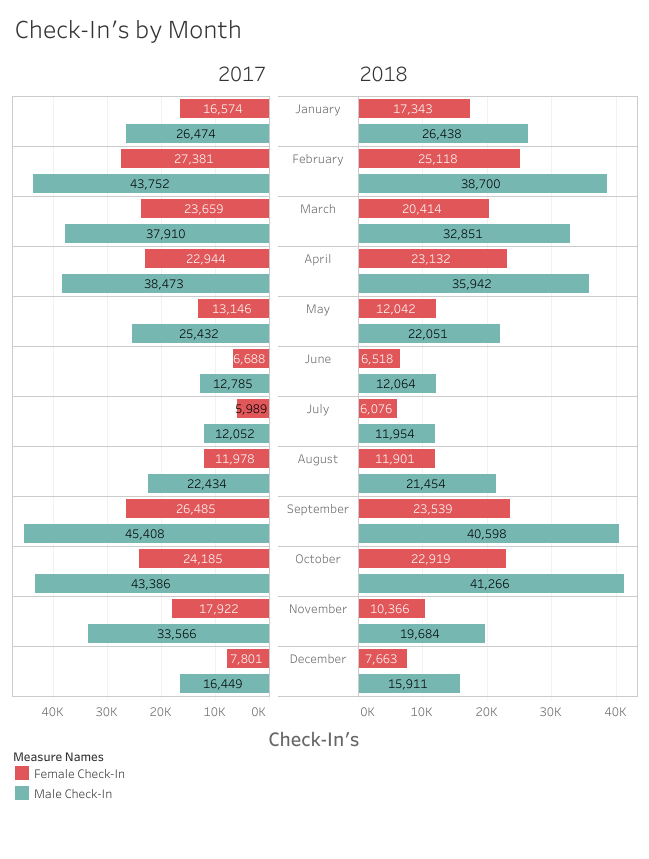 Check-In's by Month
2017 2018
16,574 January 17,343
26,474 26,438
27,381 February 25,118
43,752 38,700
23,659 March 20,414
37,910 32,851
22,944 April 23,132
38,473 35,942
13,146 May 12,042
25,432 22,051
6,688 June 6,518
12,785 12,064
5,989 July 6,076
12,052 11,954
11,978 August 11,901
22,434 21,454
26,485 September 23,539
45,408 40,598
24,185 October 22,919
43,386 41,266
17,922 November 10,366
33,566 19,684
7,801 December 7,663
16,449 15,911
40K 30K 20K 10K 0K 0K 10K 20K 30K 40K
Check-In's
Measure Names
Female Check-In
Male Check-In